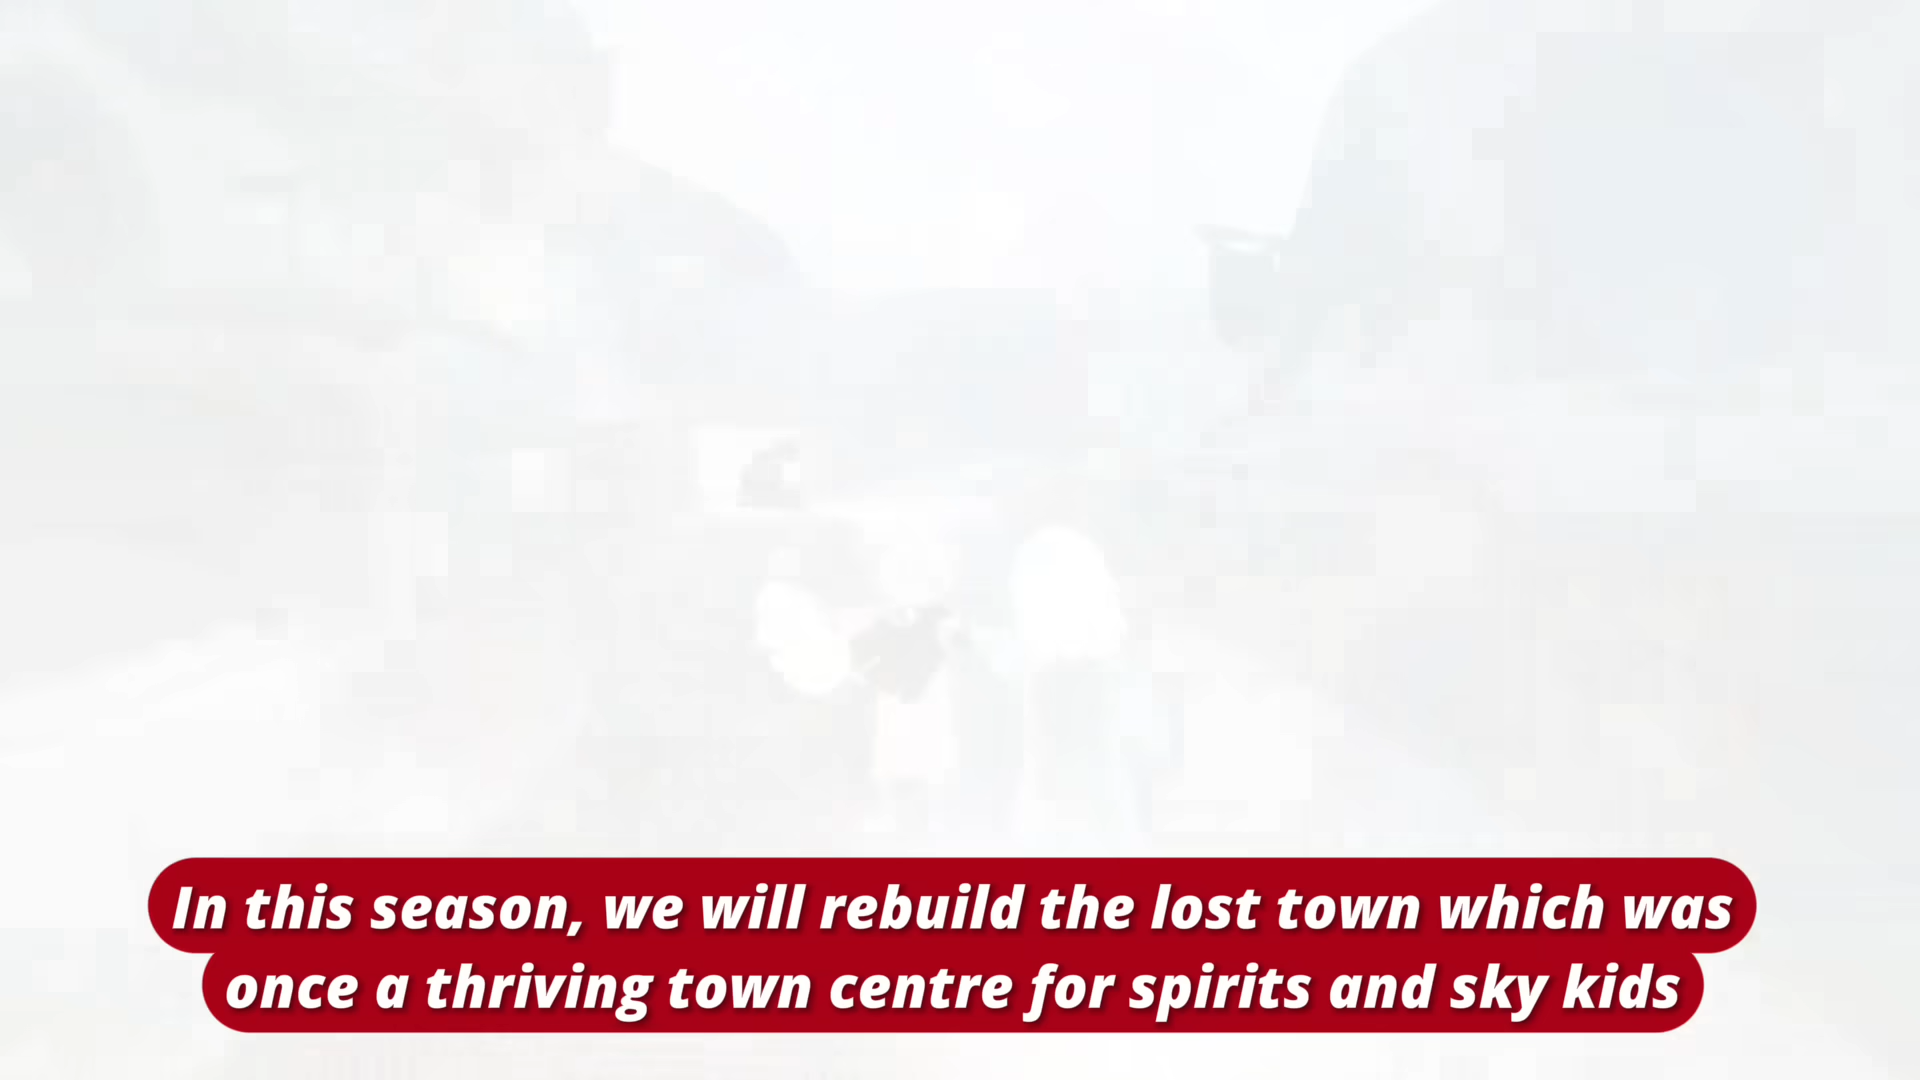 In this season, we will rebuild the lost town which was
once a thriving town centre for spirits and sky kids